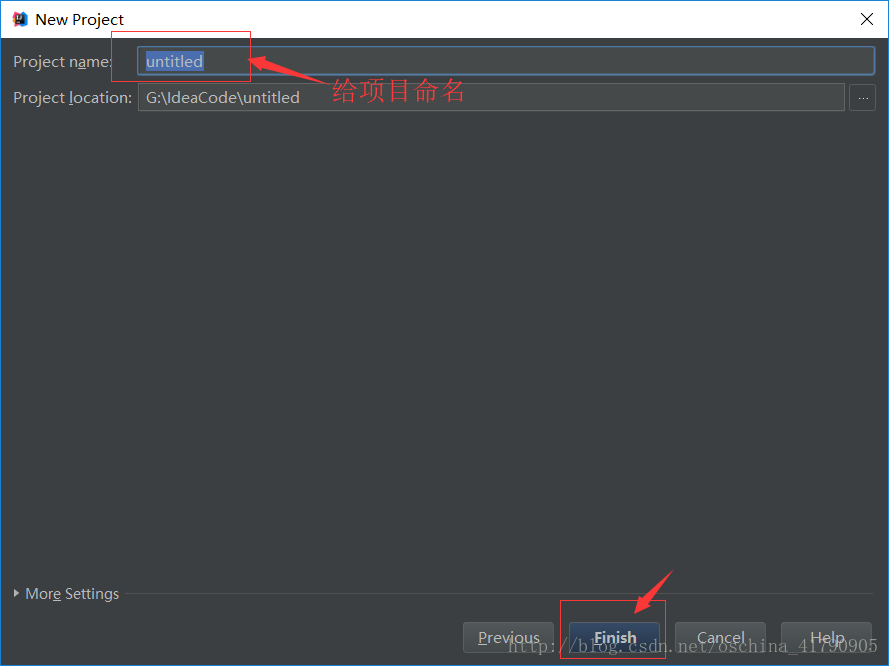 New Project
Project name:
untitled
给项目命名
Project location:
G:\IdeaCode\untitled
...
More Settings
Previous
Finish
Cancel
Help
http://blog.csdn.net/oschina_41790905